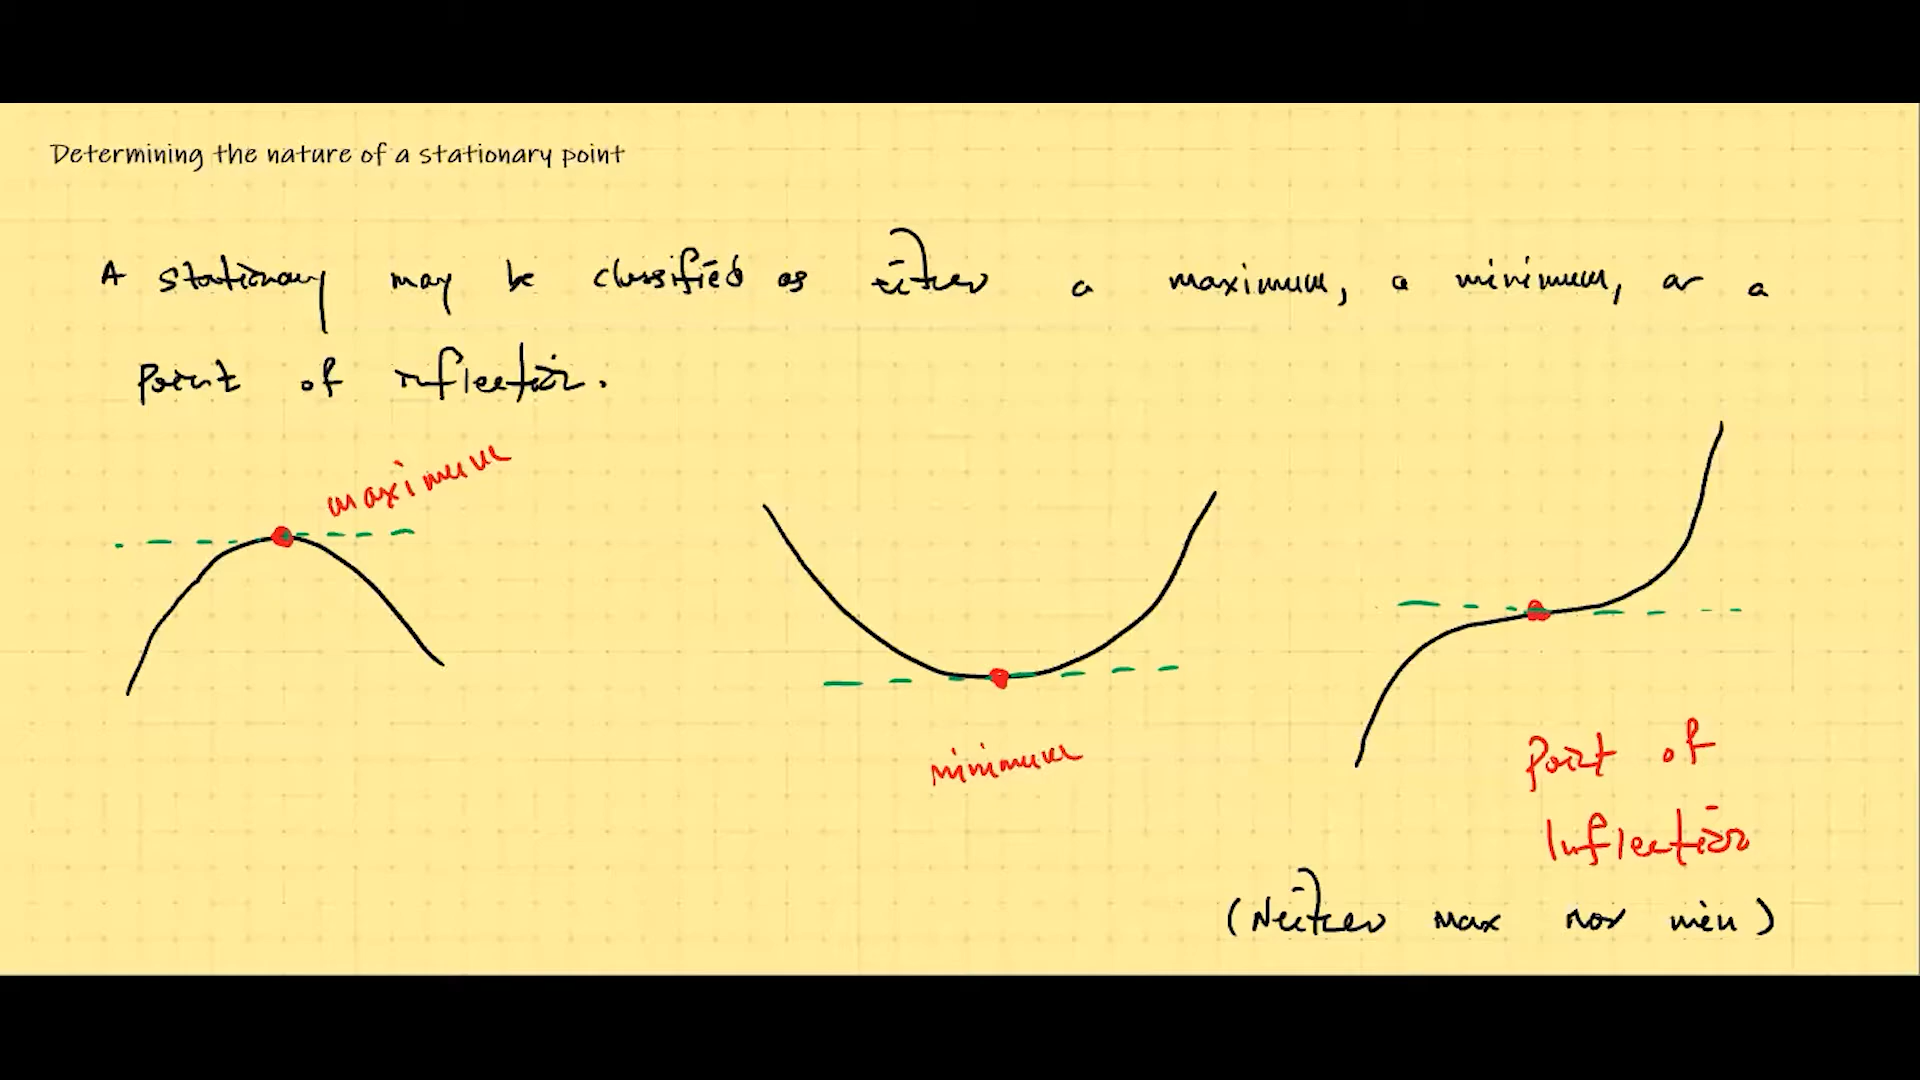 Determining the nature of a stationary point
A stationary may be classified as either a maximum, a minimum, or a
point of inflection.
maximum
minimum
Point of
Inflection
(Neither max nor min)